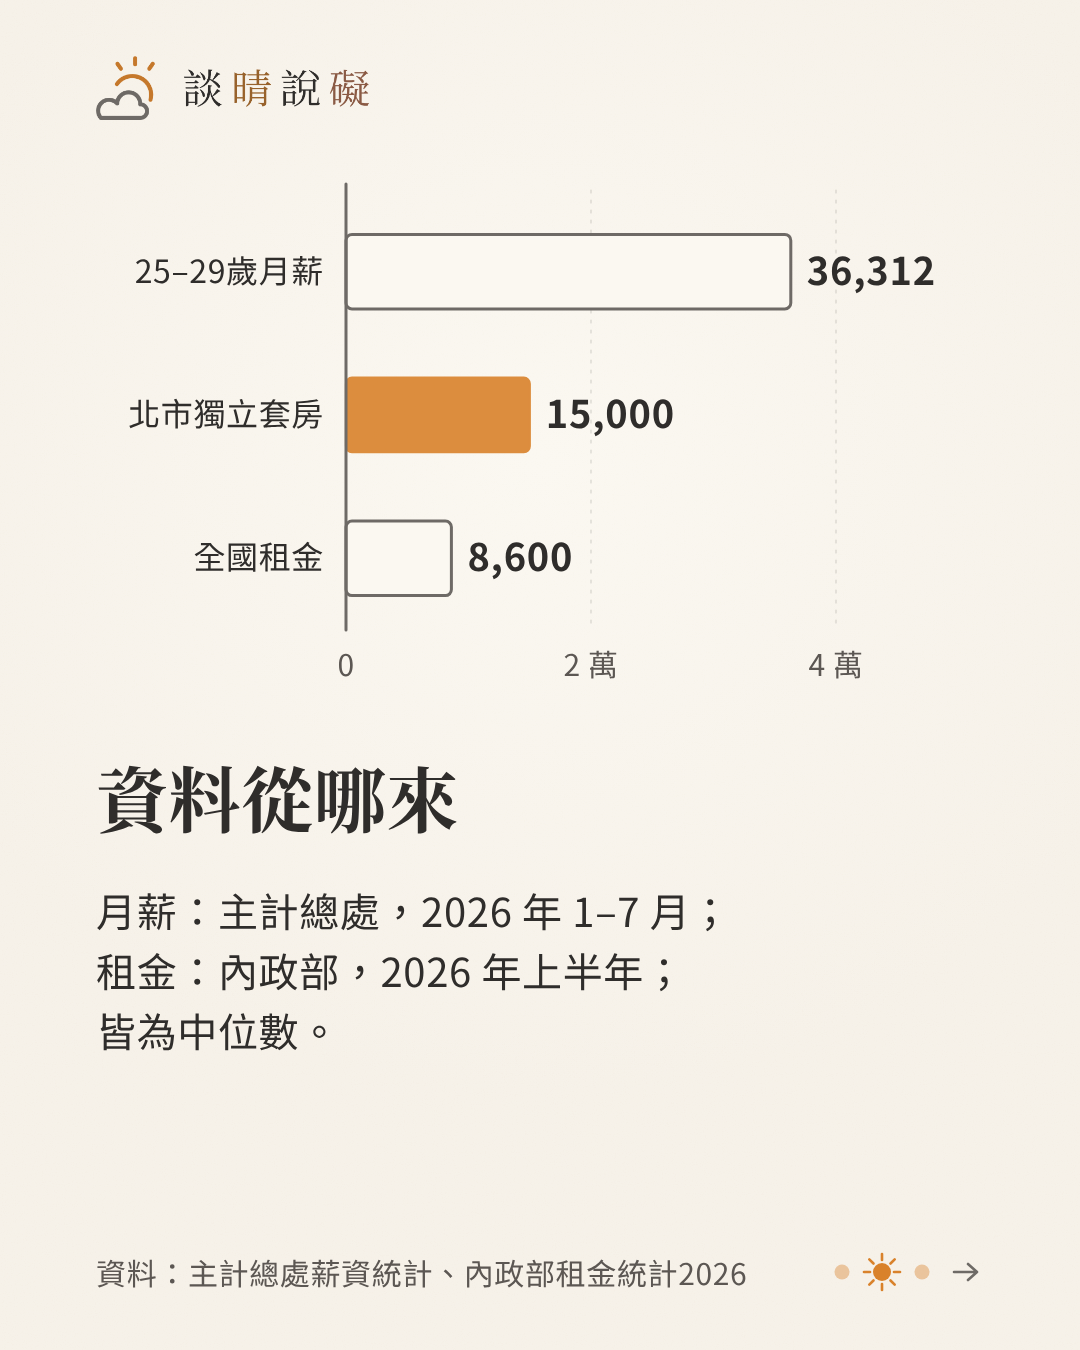 談晴說礙
25–29歲月薪 36,312
北市獨立套房 15,000
全國租金 8,600
0 2 萬 4 萬
資料從哪來
月薪：主計總處，2026 年 1–7 月；
租金：內政部，2026 年上半年；
皆為中位數。
資料：主計總處薪資統計、內政部租金統計2026